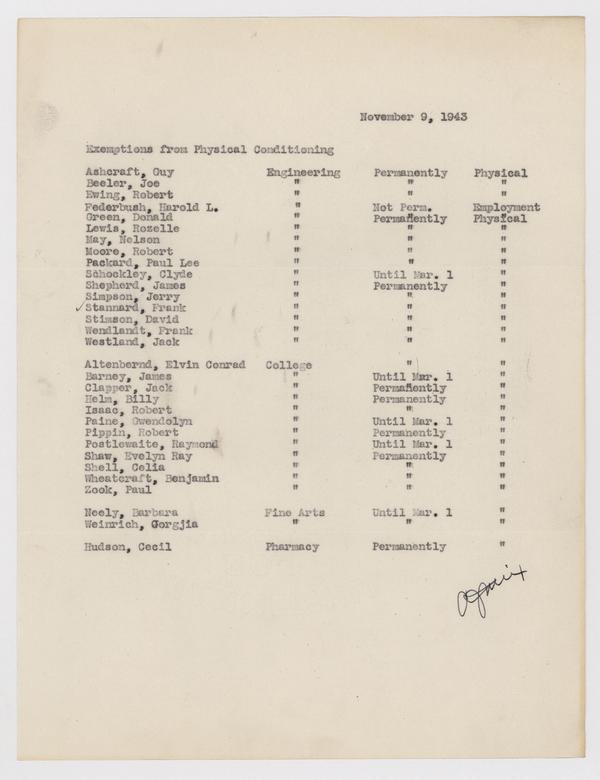 November 9, 1943
Exemptions from Physical Conditioning
Ashcraft, Guy Engineering Permanently Physical
Beeler, Joe " " "
Ewing, Robert " " "
Federbush, Harold L. " Not Perm. Employment
Green, Donald " Permanently Physical
Lewis, Rozelle " " "
May, Nelson " " "
Moore, Robert " " "
Packard, Paul Lee " " "
Schockley, Clyde " Until Mar. 1 "
Shepherd, James " Permanently "
Simpson, Jerry " " "
✓Stannard, Frank " " "
Stimson, David " " "
Wendlandt, Frank " " "
Westland, Jack " " "
Altenbernd, Elvin Conrad College " "
Barney, James " Until Mar. 1 "
Clapper, Jack " Permanently "
Helm, Billy " Permanently "
Isaac, Robert " " "
Paine, Gwendolyn " Until Mar. 1 "
Pippin, Robert " Permanently "
Postlewaite, Raymond " Until Mar. 1 "
Shaw, Evelyn Ray " Permanently "
Shell, Celia " " "
Wheatcraft, Benjamin " " "
Zook, Paul " " "
Neely, Barbara Fine Arts Until Mar. 1 "
Weinrich, Gorgjia " " "
Hudson, Cecil Pharmacy Permanently "